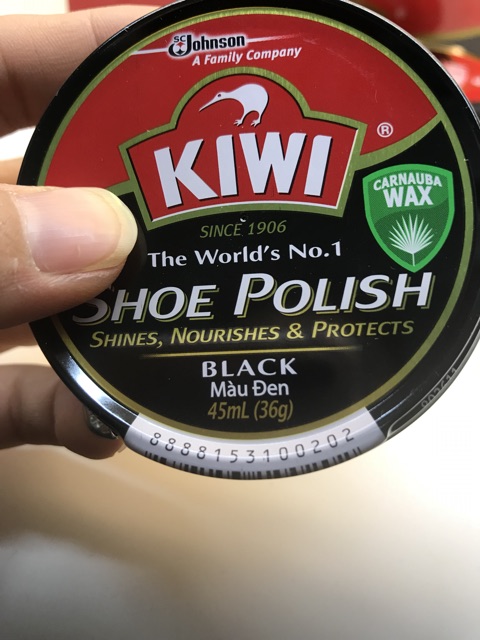 SC Johnson
A Family Company
KIWI ®
CARNAUBA
WAX
SINCE 1906
The World's No.1
SHOE POLISH
SHINES, NOURISHES & PROTECTS
BLACK
Màu Đen
45mL (36g)
8888153100202